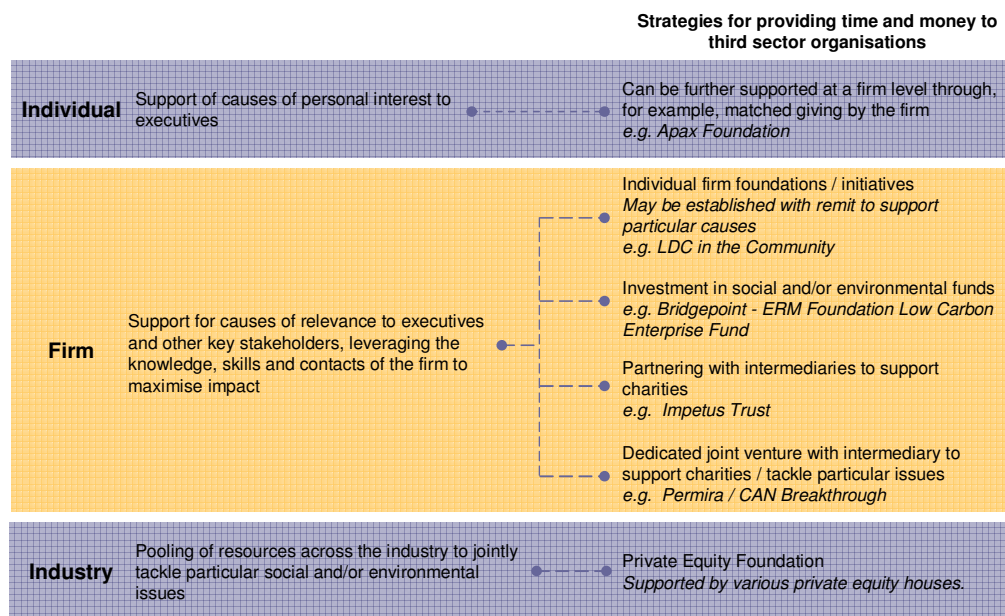 Strategies for providing time and money to
third sector organisations
Individual
Support of causes of personal interest to
executives
Can be further supported at a firm level through,
for example, matched giving by the firm
e.g. Apax Foundation
Firm
Support for causes of relevance to executives
and other key stakeholders, leveraging the
knowledge, skills and contacts of the firm to
maximise impact
Individual firm foundations / initiatives
May be established with remit to support
particular causes
e.g. LDC in the Community
Investment in social and/or environmental funds
e.g. Bridgepoint - ERM Foundation Low Carbon
Enterprise Fund
Partnering with intermediaries to support
charities
e.g. Impetus Trust
Dedicated joint venture with intermediary to
support charities / tackle particular issues
e.g. Permira / CAN Breakthrough
Industry
Pooling of resources across the industry to jointly
tackle particular social and/or environmental
issues
Private Equity Foundation
Supported by various private equity houses.